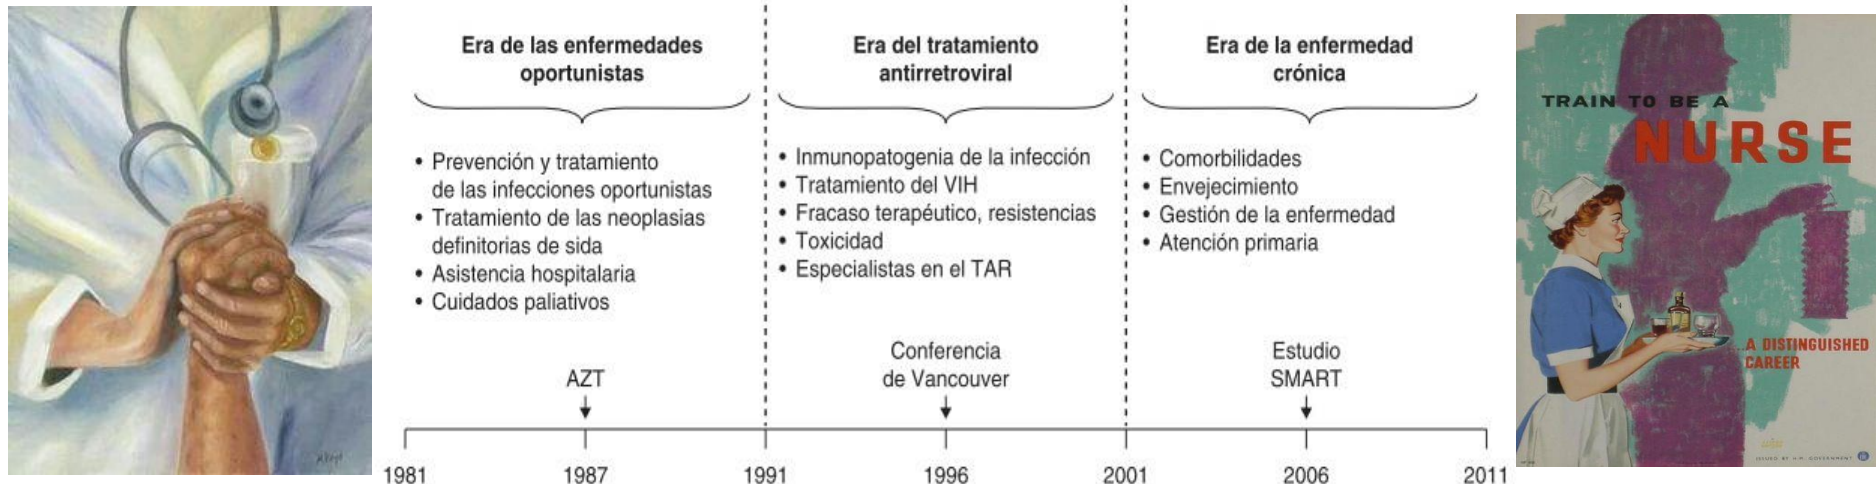 Era de las enfermedades
oportunistas
• Prevención y tratamiento
de las infecciones oportunistas
• Tratamiento de las neoplasias
definitorias de sida
• Asistencia hospitalaria
• Cuidados paliativos
AZT
Era del tratamiento
antirretroviral
• Inmunopatogenia de la infección
• Tratamiento del VIH
• Fracaso terapéutico, resistencias
• Toxicidad
• Especialistas en el TAR
Conferencia
de Vancouver
Era de la enfermedad
crónica
• Comorbilidades
• Envejecimiento
• Gestión de la enfermedad
• Atención primaria
Estudio
SMART
1981 1987 1991 1996 2001 2006 2011
TRAIN TO BE A
NURSE
A DISTINGUISHED
CAREER
ISSUED BY H.M. GOVERNMENT